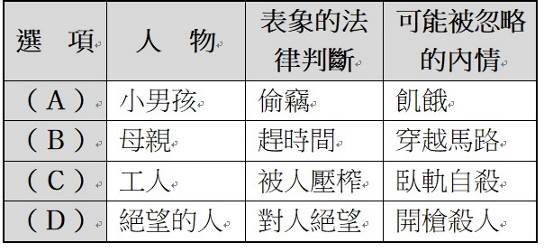 選 項 人 物 表象的法律判斷 可能被忽略的內情
（A） 小男孩 偷竊 飢餓
（B） 母親 趕時間 穿越馬路
（C） 工人 被人壓榨 臥軌自殺
（D） 絕望的人 對人絕望 開槍殺人